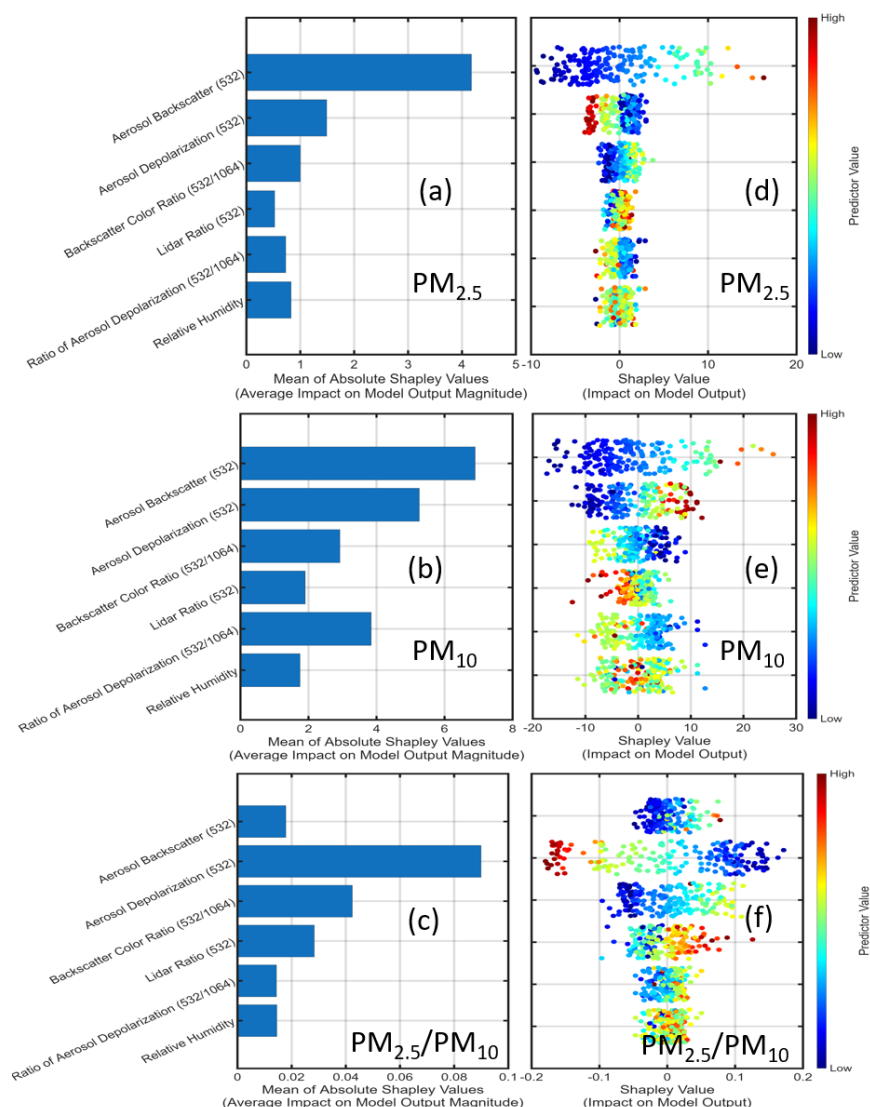 Aerosol Backscatter (532)
Aerosol Depolarization (532)
Backscatter Color Ratio (532/1064)
Lidar Ratio (532)
Ratio of Aerosol Depolarization (532/1064)
Relative Humidity
(a)
PM2.5
0 1 2 3 4 5
Mean of Absolute Shapley Values
(Average Impact on Model Output Magnitude)
(d)
PM2.5
-10 0 10 20
Shapley Value
(Impact on Model Output)
High
Predictor Value
Low
Aerosol Backscatter (532)
Aerosol Depolarization (532)
Backscatter Color Ratio (532/1064)
Lidar Ratio (532)
Ratio of Aerosol Depolarization (532/1064)
Relative Humidity
(b)
PM10
0 2 4 6 8
Mean of Absolute Shapley Values
(Average Impact on Model Output Magnitude)
(e)
PM10
-20 -10 0 10 20 30
Shapley Value
(Impact on Model Output)
High
Predictor Value
Low
Aerosol Backscatter (532)
Aerosol Depolarization (532)
Backscatter Color Ratio (532/1064)
Lidar Ratio (532)
Ratio of Aerosol Depolarization (532/1064)
Relative Humidity
(c)
PM2.5/PM10
0 0.02 0.04 0.06 0.08 0.1
Mean of Absolute Shapley Values
(Average Impact on Model Output Magnitude)
(f)
PM2.5/PM10
-0.2 -0.1 0 0.1 0.2
Shapley Value
(Impact on Model Output)
High
Predictor Value
Low